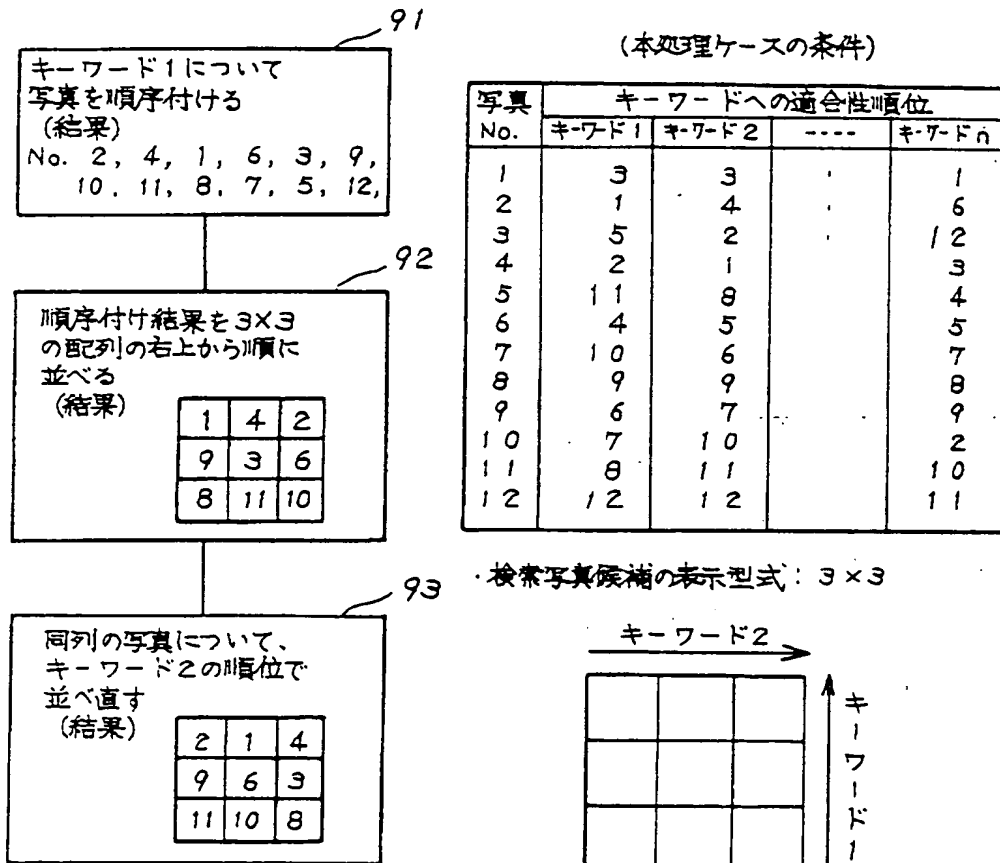 91
キーワード1について
写真を順序付ける
(結果)
No. 2, 4, 1, 6, 3, 9,
10, 11, 8, 7, 5, 12,
92
順序付け結果を3×3
の配列の右上から順に
並べる
(結果)
1 4 2
9 3 6
8 11 10
93
同列の写真について、
キーワード2の順位で
並べ直す
(結果)
2 1 4
9 6 3
11 10 8
(本処理ケースの条件)
写真 キーワードへの適合性順位
No. キーワード1 キーワード2 ---- キーワードn
1 3 3 · 1
2 1 4 · 6
3 5 2 · 12
4 2 1 3
5 11 8 4
6 4 5 5
7 10 6 7
8 9 9 8
9 6 7 9
10 7 10 2
11 8 11 10
12 12 12 11
・検索写真候補の表示型式: 3×3
キーワード2
キーワード1